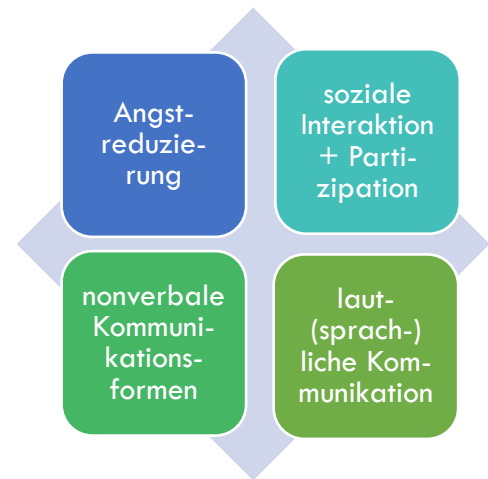 Angst-
reduzie-
rung
soziale
Interaktion
+ Parti-
zipation
nonverbale
Kommuni-
kations-
formen
laut-
(sprach-)
liche Kom-
munikation